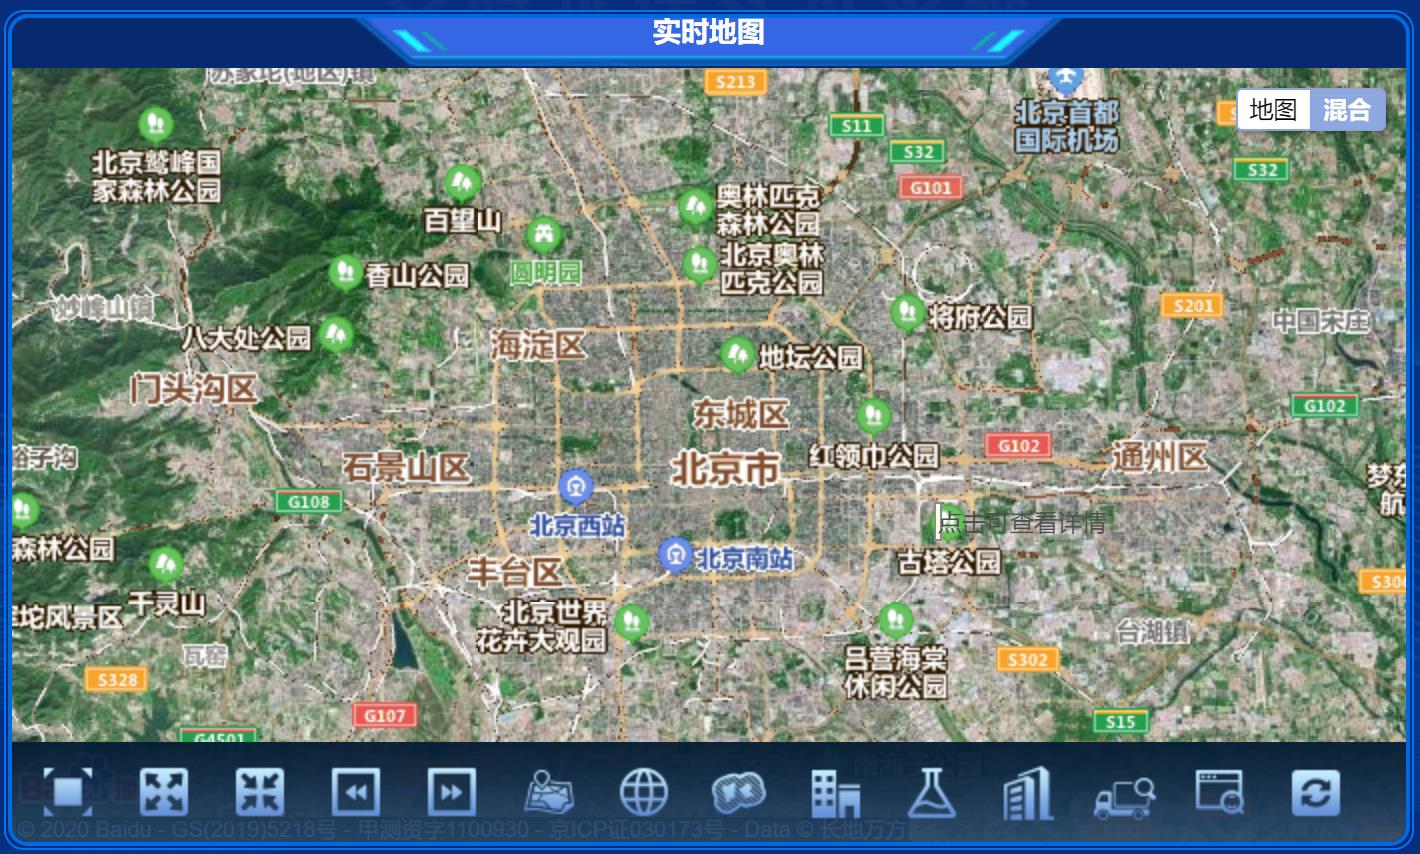 实时地图
苏家坨(地区)镇
S213
北京首都
国际机场
地图
混合
S11
S32
S32
G101
北京鹫峰国
家森林公园
百望山
奥林匹克
森林公园
圆明园
北京奥林
匹克公园
香山公园
妙峰山镇
八大处公园
将府公园
S201
中国宋庄
海淀区
地坛公园
门头沟区
东城区
G102
红领巾公园
G102
通州区
石景山区
北京市
峪子沟
G108
北京西站
点击可查看详情
森林公园
北京南站
古塔公园
丰台区
千灵山
坨风景区
北京世界
花卉大观园
台湖镇
瓦窑
吕营海棠
休闲公园
S302
S328
G107
S15
G4501
© 2020 Baidu - GS(2019)5218号 - 甲测资字1100930 - 京ICP证030173号 - Data © 长地万方